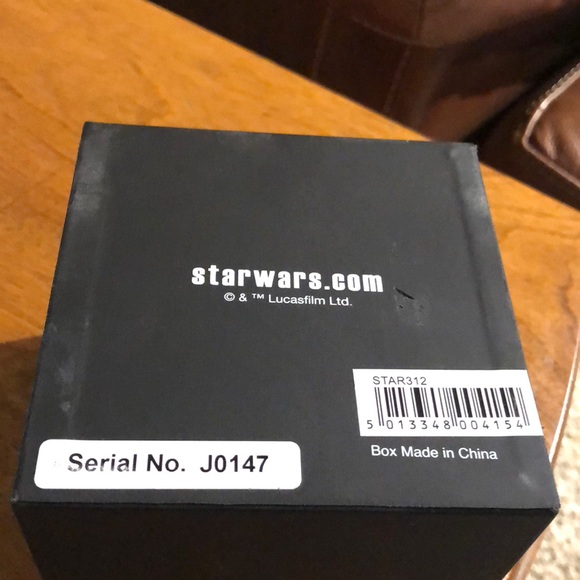 starwars.com
© & ™ Lucasfilm Ltd.
STAR312
5 013348 004154
Box Made in China
Serial No. J0147